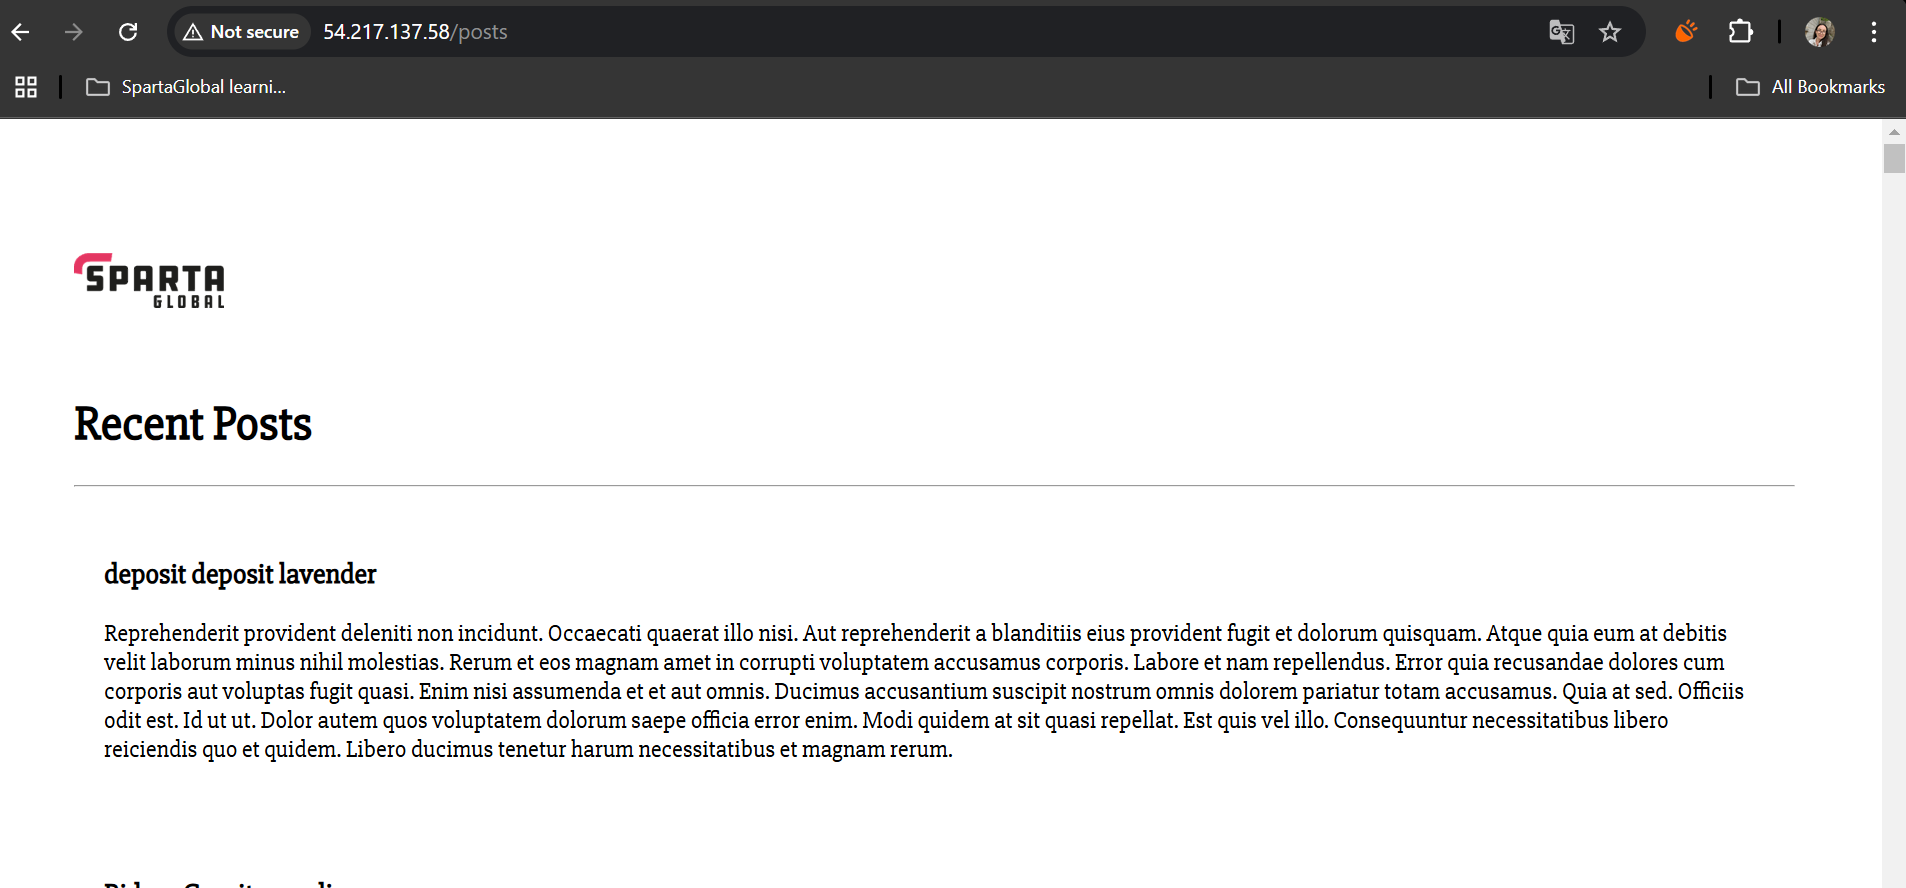 Not secure
54.217.137.58/posts
SpartaGlobal learni...
All Bookmarks
SPARTA
GLOBAL
Recent Posts
deposit deposit lavender
Reprehenderit provident deleniti non incidunt. Occaecati quaerat illo nisi. Aut reprehenderit a blanditiis eius provident fugit et dolorum quisquam. Atque quia eum at debitis
velit laborum minus nihil molestias. Rerum et eos magnam amet in corrupti voluptatem accusamus corporis. Labore et nam repellendus. Error quia recusandae dolores cum
corporis aut voluptas fugit quasi. Enim nisi assumenda et et aut omnis. Ducimus accusantium suscipit nostrum omnis dolorem pariatur totam accusamus. Quia at sed. Officiis
odit est. Id ut ut. Dolor autem quos voluptatem dolorum saepe officia error enim. Modi quidem at sit quasi repellat. Est quis vel illo. Consequuntur necessitatibus libero
reiciendis quo et quidem. Libero ducimus tenetur harum necessitatibus et magnam rerum.